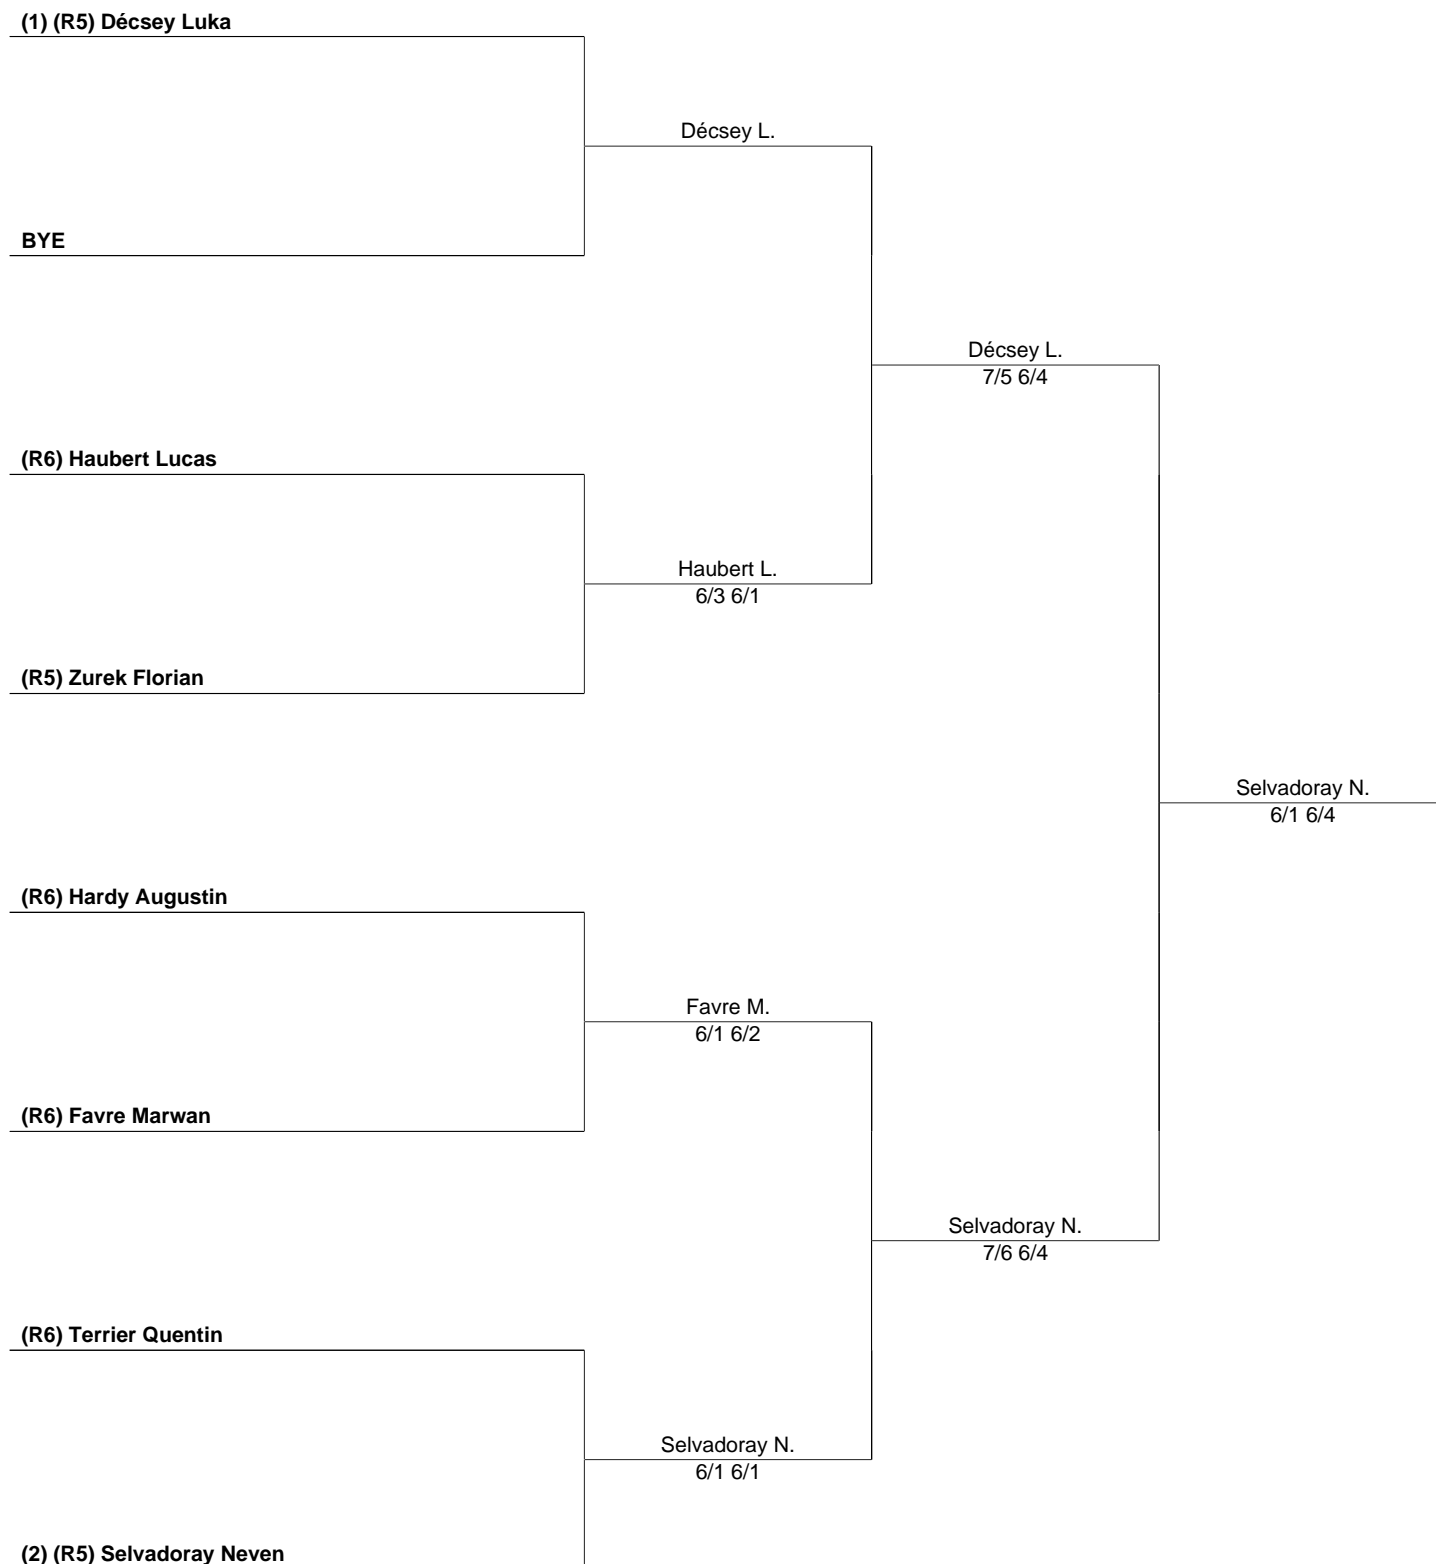 (1) (R5) Décsey Luka
Décsey L.
BYE
Décsey L.
7/5 6/4
(R6) Haubert Lucas
Haubert L.
6/3 6/1
(R5) Zurek Florian
Selvadoray N.
6/1 6/4
(R6) Hardy Augustin
Favre M.
6/1 6/2
(R6) Favre Marwan
Selvadoray N.
7/6 6/4
(R6) Terrier Quentin
Selvadoray N.
6/1 6/1
(2) (R5) Selvadoray Neven